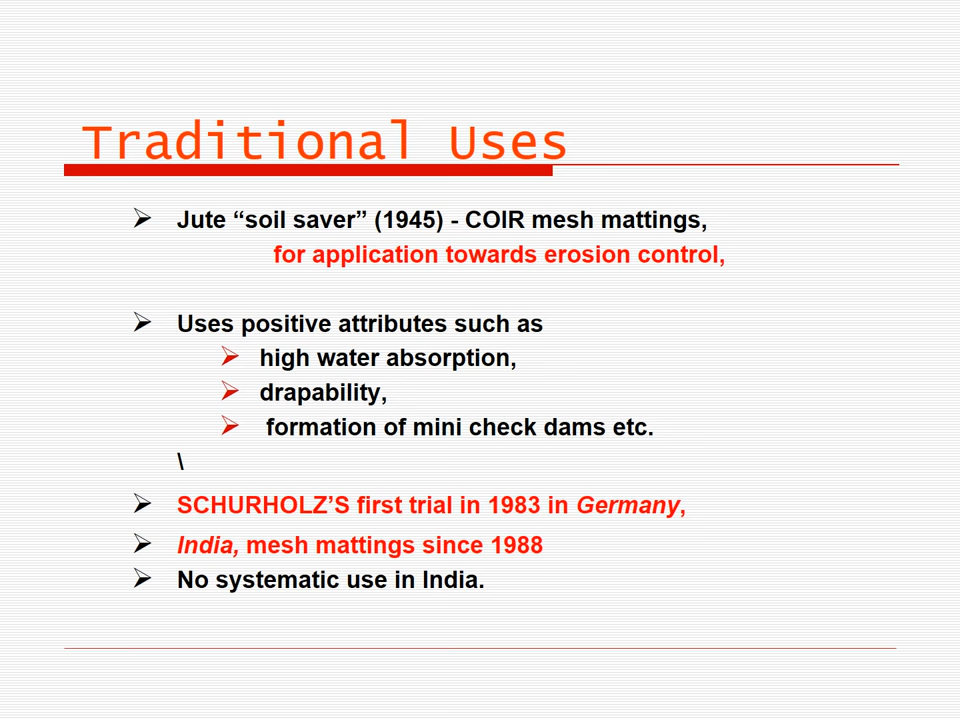 Traditional Uses
Jute “soil saver” (1945) - COIR mesh mattings,
for application towards erosion control,
Uses positive attributes such as
high water absorption,
drapability,
formation of mini check dams etc.
\
SCHURHOLZ’S first trial in 1983 in Germany,
India, mesh mattings since 1988
No systematic use in India.